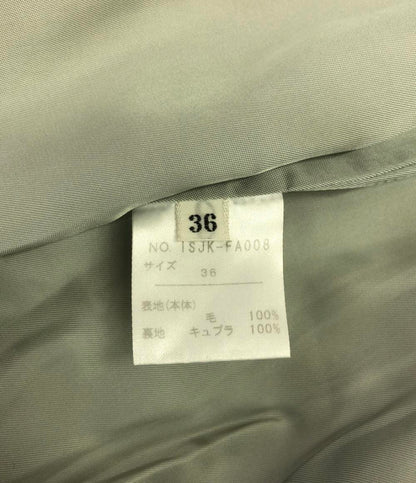 36
NO. ISJK-FA008
サイズ
36
表地(本体)
毛 100%
裏地 キュプラ 100%